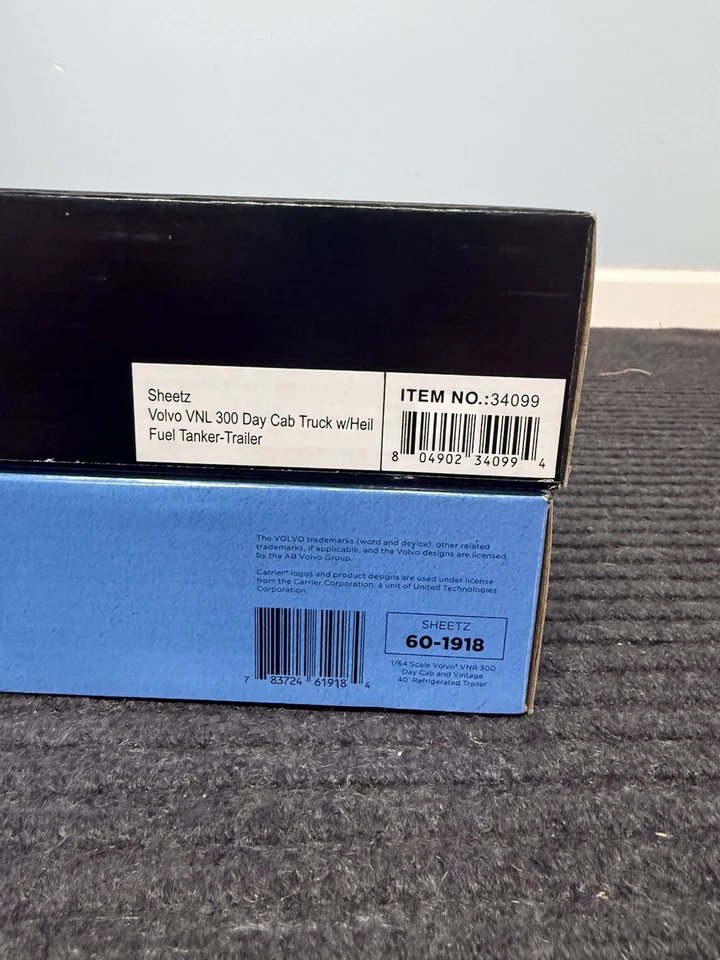 Sheetz
Volvo VNL 300 Day Cab Truck w/Heil
Fuel Tanker-Trailer
ITEM NO.:34099
8 04902 34099 4
The VOLVO trademarks (word and device), other related
trademarks, if applicable, and the Volvo designs are licensed
by the AB Volvo Group.
Carrier® logos and product designs are used under license
from the Carrier Corporation, a unit of United Technologies
Corporation.
7 83724 61918 4
SHEETZ
60-1918
1/64 Scale Volvo® VNR 300
Day Cab and Vintage
40' Refrigerated Trailer